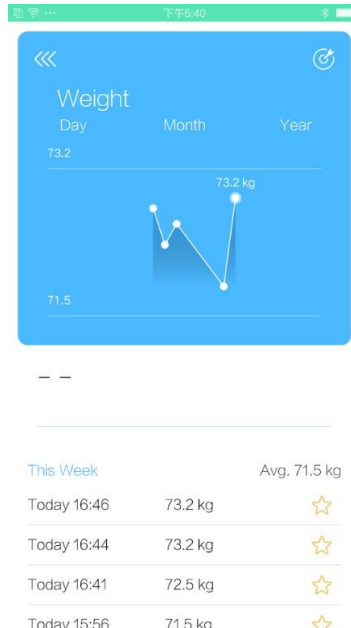 下午5:40
Weight
Day Month Year
73.2
73.2 kg
71.5
– –
This Week Avg. 71.5 kg
Today 16:46 73.2 kg
Today 16:44 73.2 kg
Today 16:41 72.5 kg
Today 15:56 71.5 kg